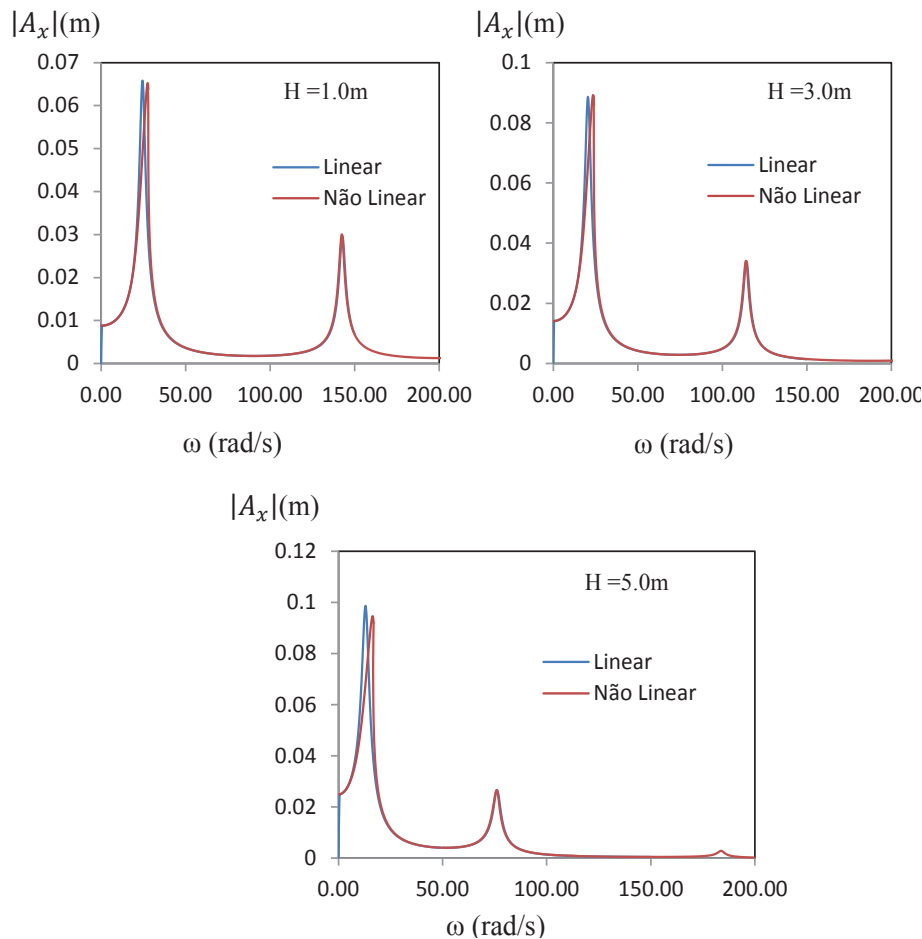 |A_x|(m)
0.07
0.06
0.05
0.04
0.03
0.02
0.01
0
H =1.0m
Linear
Não Linear
0.00 50.00 100.00 150.00 200.00
ω (rad/s)
|A_x|(m)
0.1
0.08
0.06
0.04
0.02
0
H =3.0m
Linear
Não Linear
0.00 50.00 100.00 150.00 200.00
ω (rad/s)
|A_x|(m)
0.12
0.1
0.08
0.06
0.04
0.02
0
H =5.0m
Linear
Não Linear
0.00 50.00 100.00 150.00 200.00
ω (rad/s)